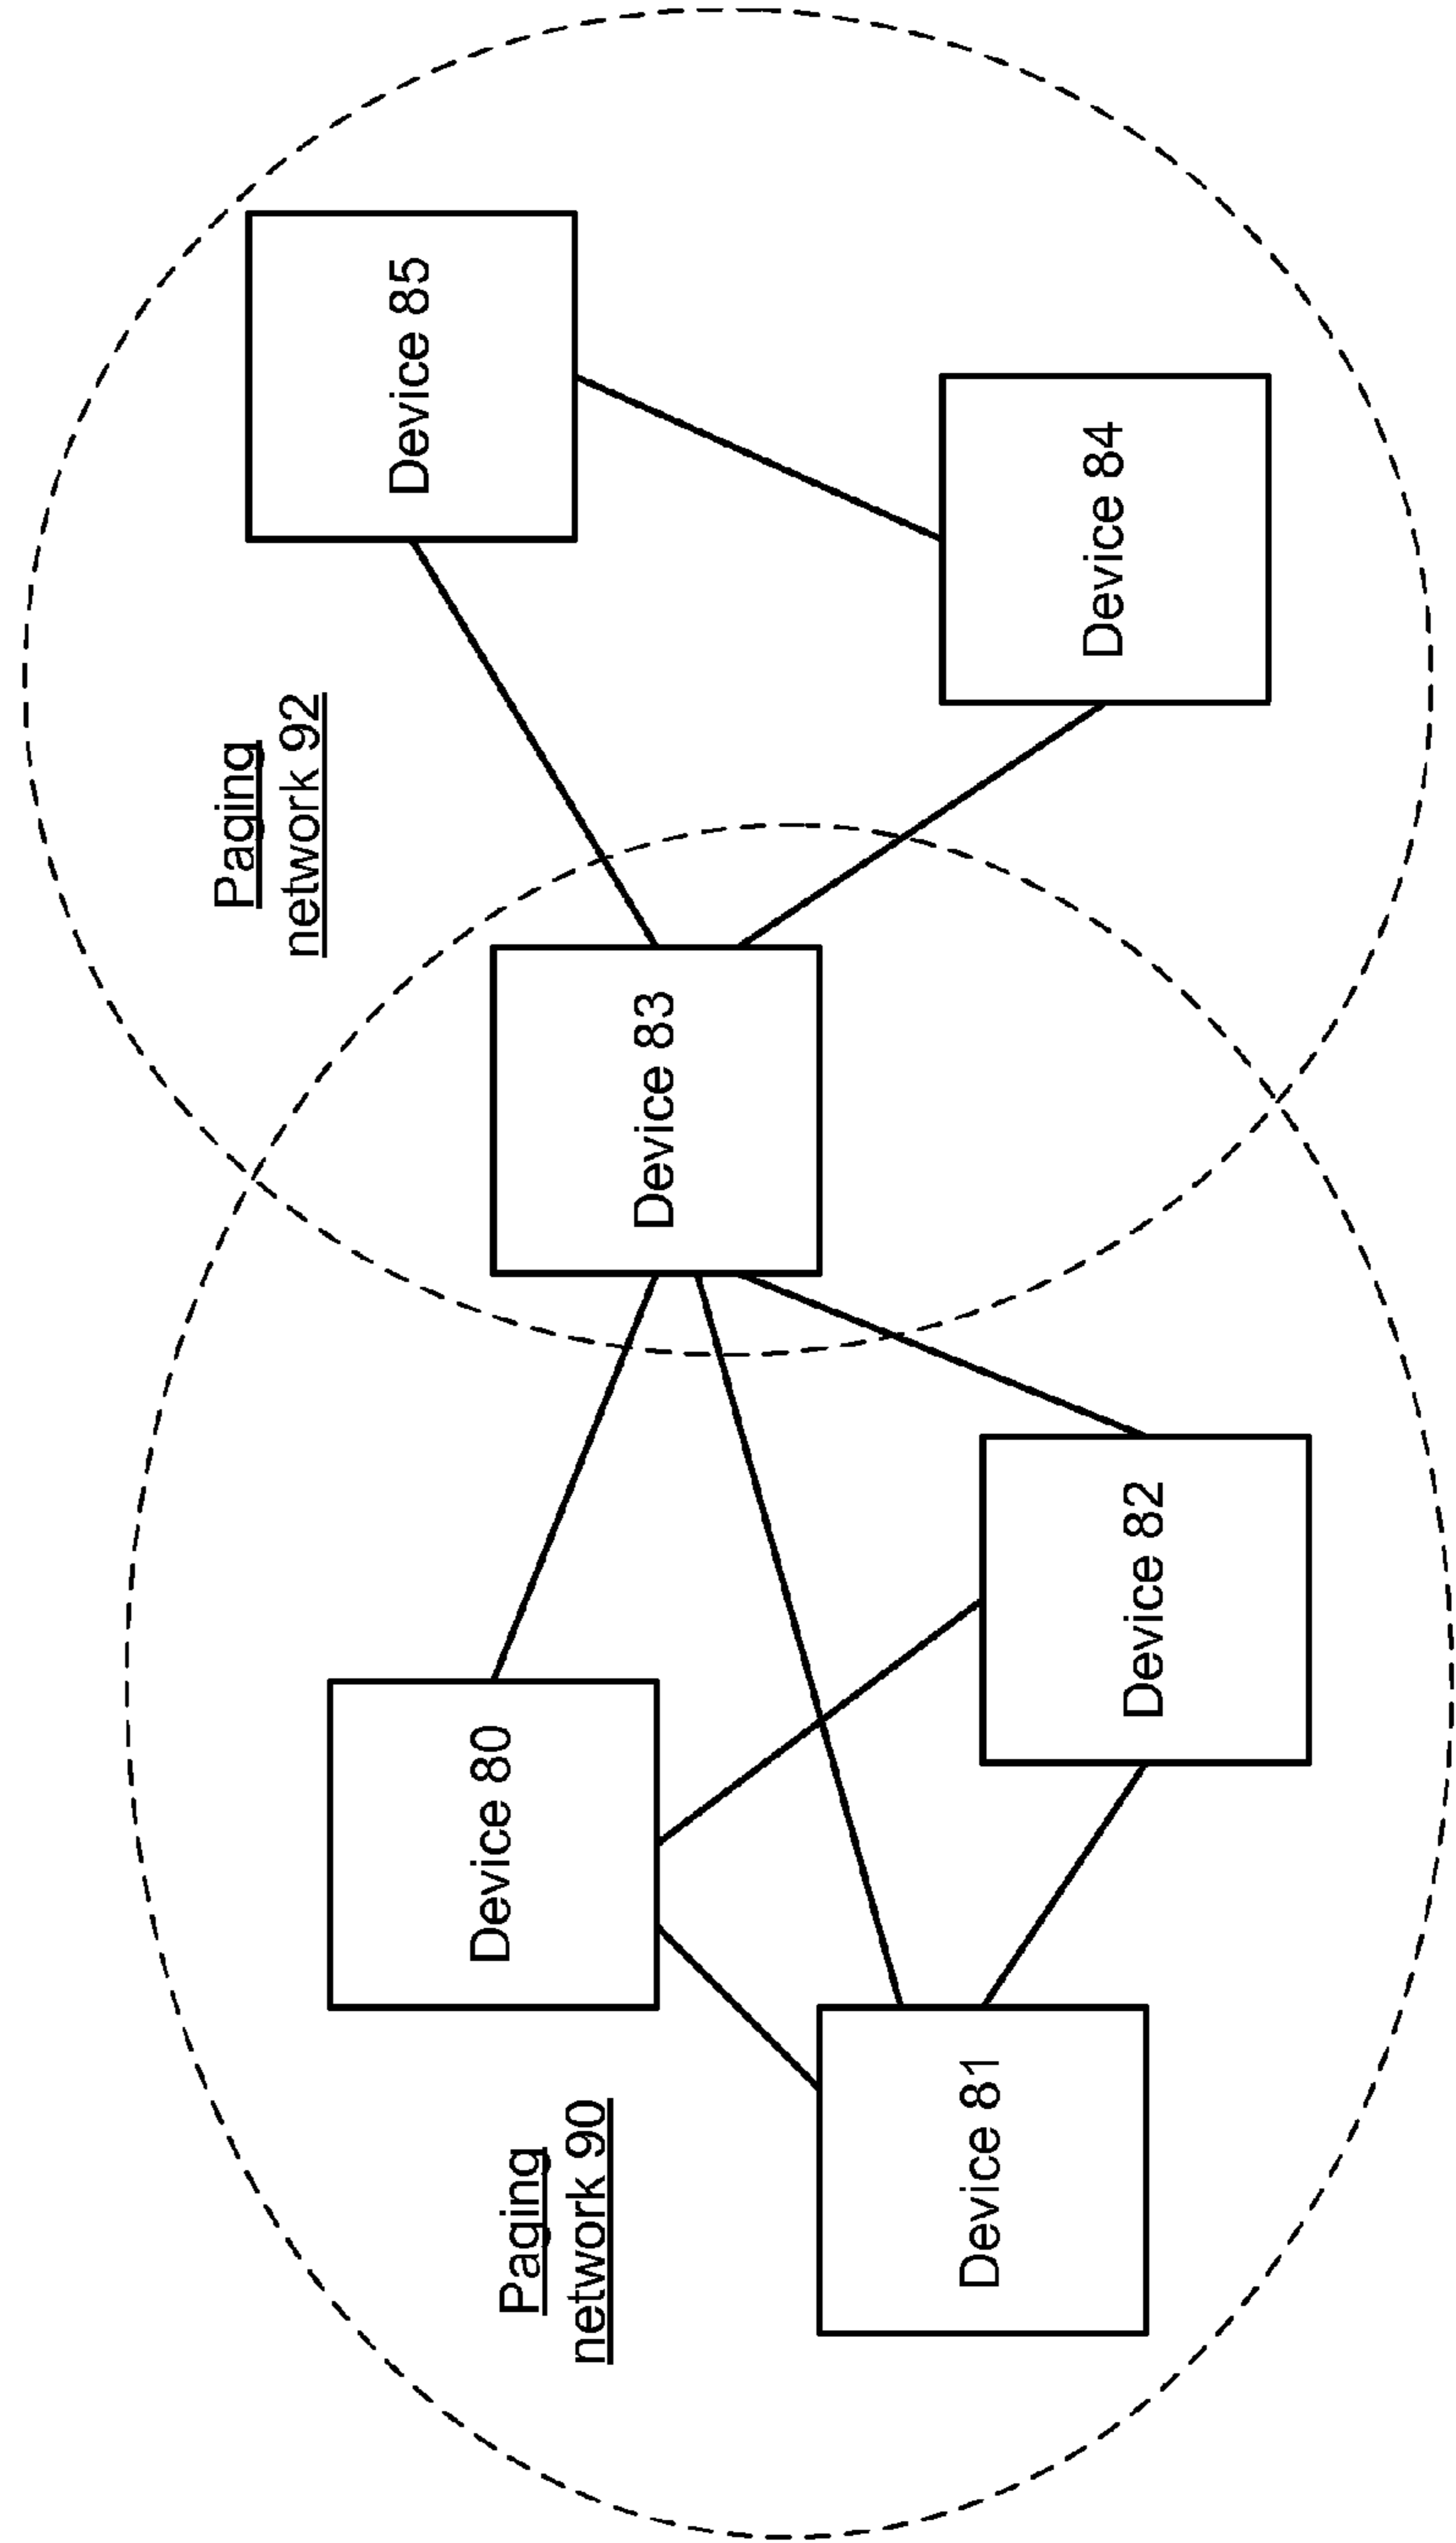 Paging
network 92
Device 85
Device 80
Device 83
Paging
network 90
Device 84
Device 81
Device 82